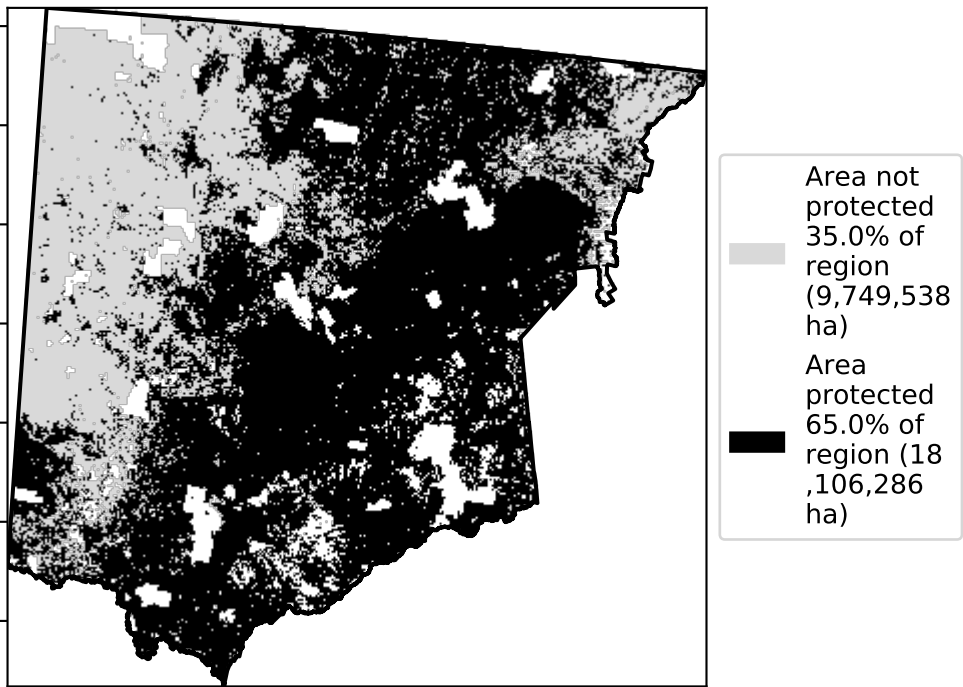 Area not
protected
35.0% of
region
(9,749,538
ha)
Area
protected
65.0% of
region (18
,106,286
ha)